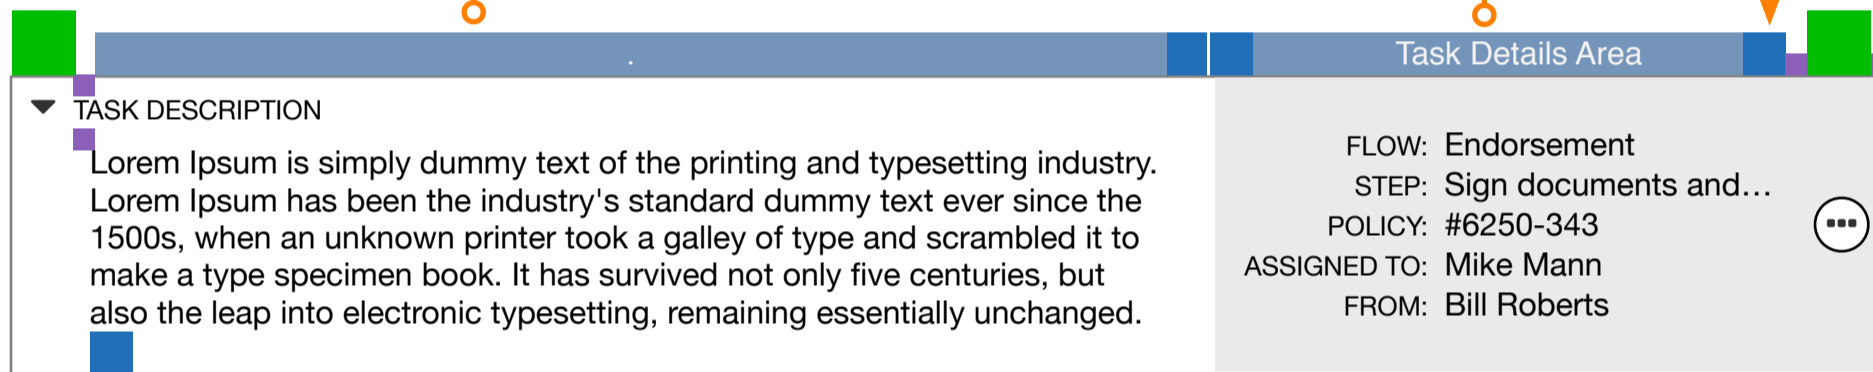 .
Task Details Area
TASK DESCRIPTION
Lorem Ipsum is simply dummy text of the printing and typesetting industry.
Lorem Ipsum has been the industry's standard dummy text ever since the
1500s, when an unknown printer took a galley of type and scrambled it to
make a type specimen book. It has survived not only five centuries, but
also the leap into electronic typesetting, remaining essentially unchanged.
FLOW: Endorsement
STEP: Sign documents and...
POLICY: #6250-343
ASSIGNED TO: Mike Mann
FROM: Bill Roberts